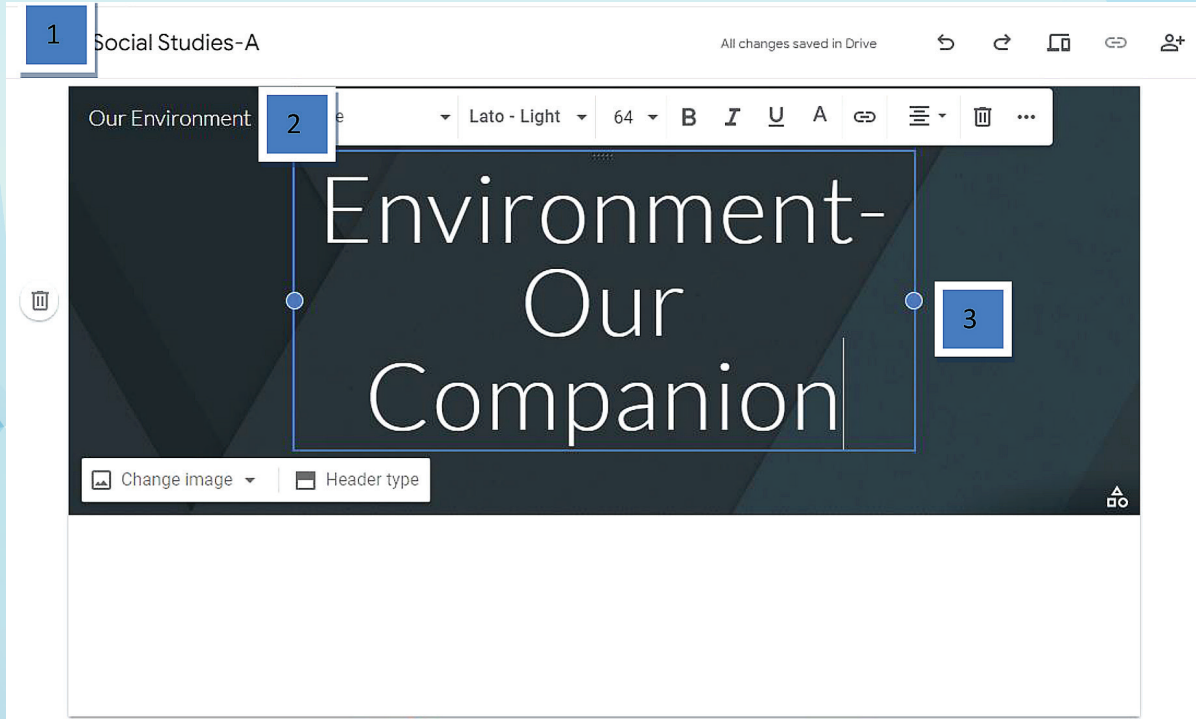 1
Social Studies-A
All changes saved in Drive
Our Environment
2
e
Lato - Light
64
B I U A
Environment-
Our
Companion
3
Change image
Header type